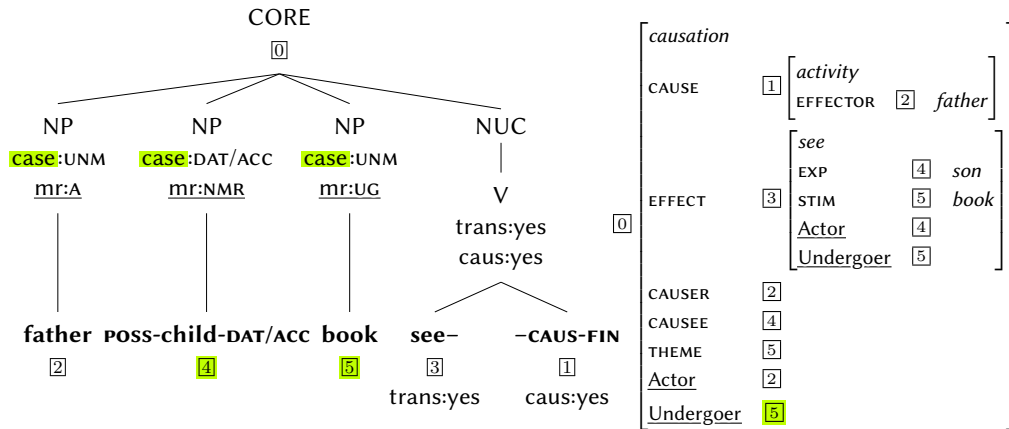 CORE
0
NP NP NP NUC
case:UNM case:DAT/ACC case:UNM
mr:A mr:NMR mr:UG
V
trans:yes
caus:yes
father POSS-child-DAT/ACC book see– –CAUS-FIN
2 4 5 3 1
trans:yes caus:yes
0
causation
CAUSE 1 activity
EFFECTOR 2 father
EFFECT 3 see
EXP 4 son
STIM 5 book
Actor 4
Undergoer 5
CAUSER 2
CAUSEE 4
THEME 5
Actor 2
Undergoer 5